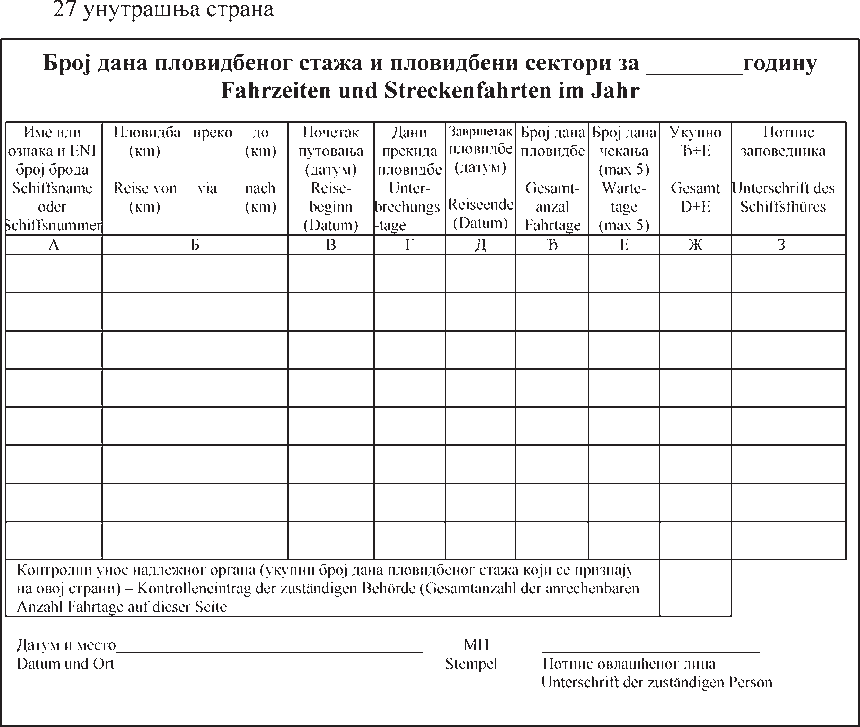 27 унутрашња страна
Број дана пловидбеног стажа и пловидбени сектори за _________годину
Fahrzeiten und Streckenfahrten im Jahr
Име или ознака и ENI број брода Schiffsname oder Schiffsnummer
Пловидба преко до
(km) (km)
Reise von via nach
(km) (km)
Почетак путовања (датум) Reise-beginn (Datum)
Дани прекида пловидбе Unter-brechungs -tage
Завршетак пловидбе (датум) Reiseende (Datum)
Број дана пловидбе Gesamt-anzal Fahrtage
Број дана чекања (max 5) Warte-tage (max 5)
Укупно Ђ+Е Gesamt D+E
Потпис заповедника Unterschrift des Schiffsfhüres
А Б В Г Д Ђ Е Ж З
Контролни унос надлежног органа (укупни број дана пловидбеног стажа који се признају
на овој страни) – Kontrolleneintrag der zuständigen Behörde (Gesamtanzahl der anrechenbaren
Anzahl Fahrtage auf dieser Seite
Датум и место МП
Datum und Ort Stempel Потпис овлашћеног лица
Unterschrift der zuständigen Person